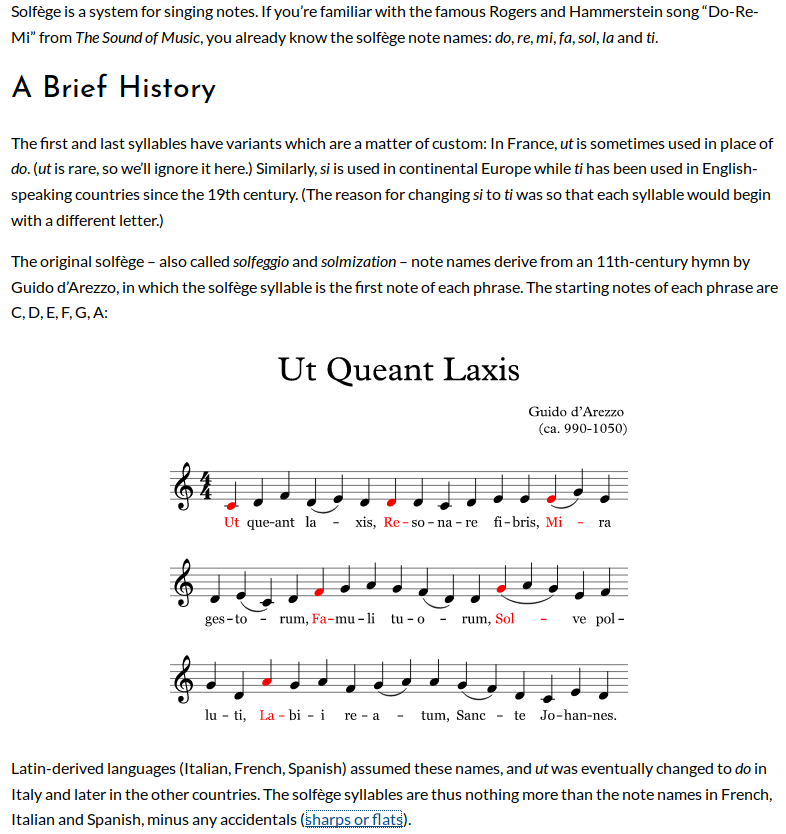 Solfège is a system for singing notes. If you’re familiar with the famous Rogers and Hammerstein song “Do-Re-
Mi” from The Sound of Music, you already know the solfège note names: do, re, mi, fa, sol, la and ti.
A Brief History
The first and last syllables have variants which are a matter of custom: In France, ut is sometimes used in place of
do. (ut is rare, so we’ll ignore it here.) Similarly, si is used in continental Europe while ti has been used in English-
speaking countries since the 19th century. (The reason for changing si to ti was so that each syllable would begin
with a different letter.)
The original solfège – also called solfeggio and solmization – note names derive from an 11th-century hymn by
Guido d’Arezzo, in which the solfège syllable is the first note of each phrase. The starting notes of each phrase are
C, D, E, F, G, A:
Ut Queant Laxis
Guido d’Arezzo
(ca. 990-1050)
4
4
Ut que-ant la - xis, Re-so-na-re fi-bris, Mi - ra
ges-to - rum, Fa-mu-li tu-o - rum, Sol - ve pol-
lu - ti, La - bi - i re - a - tum, Sanc - te Jo-han-nes.
Latin-derived languages (Italian, French, Spanish) assumed these names, and ut was eventually changed to do in
Italy and later in the other countries. The solfège syllables are thus nothing more than the note names in French,
Italian and Spanish, minus any accidentals (sharps or flats).